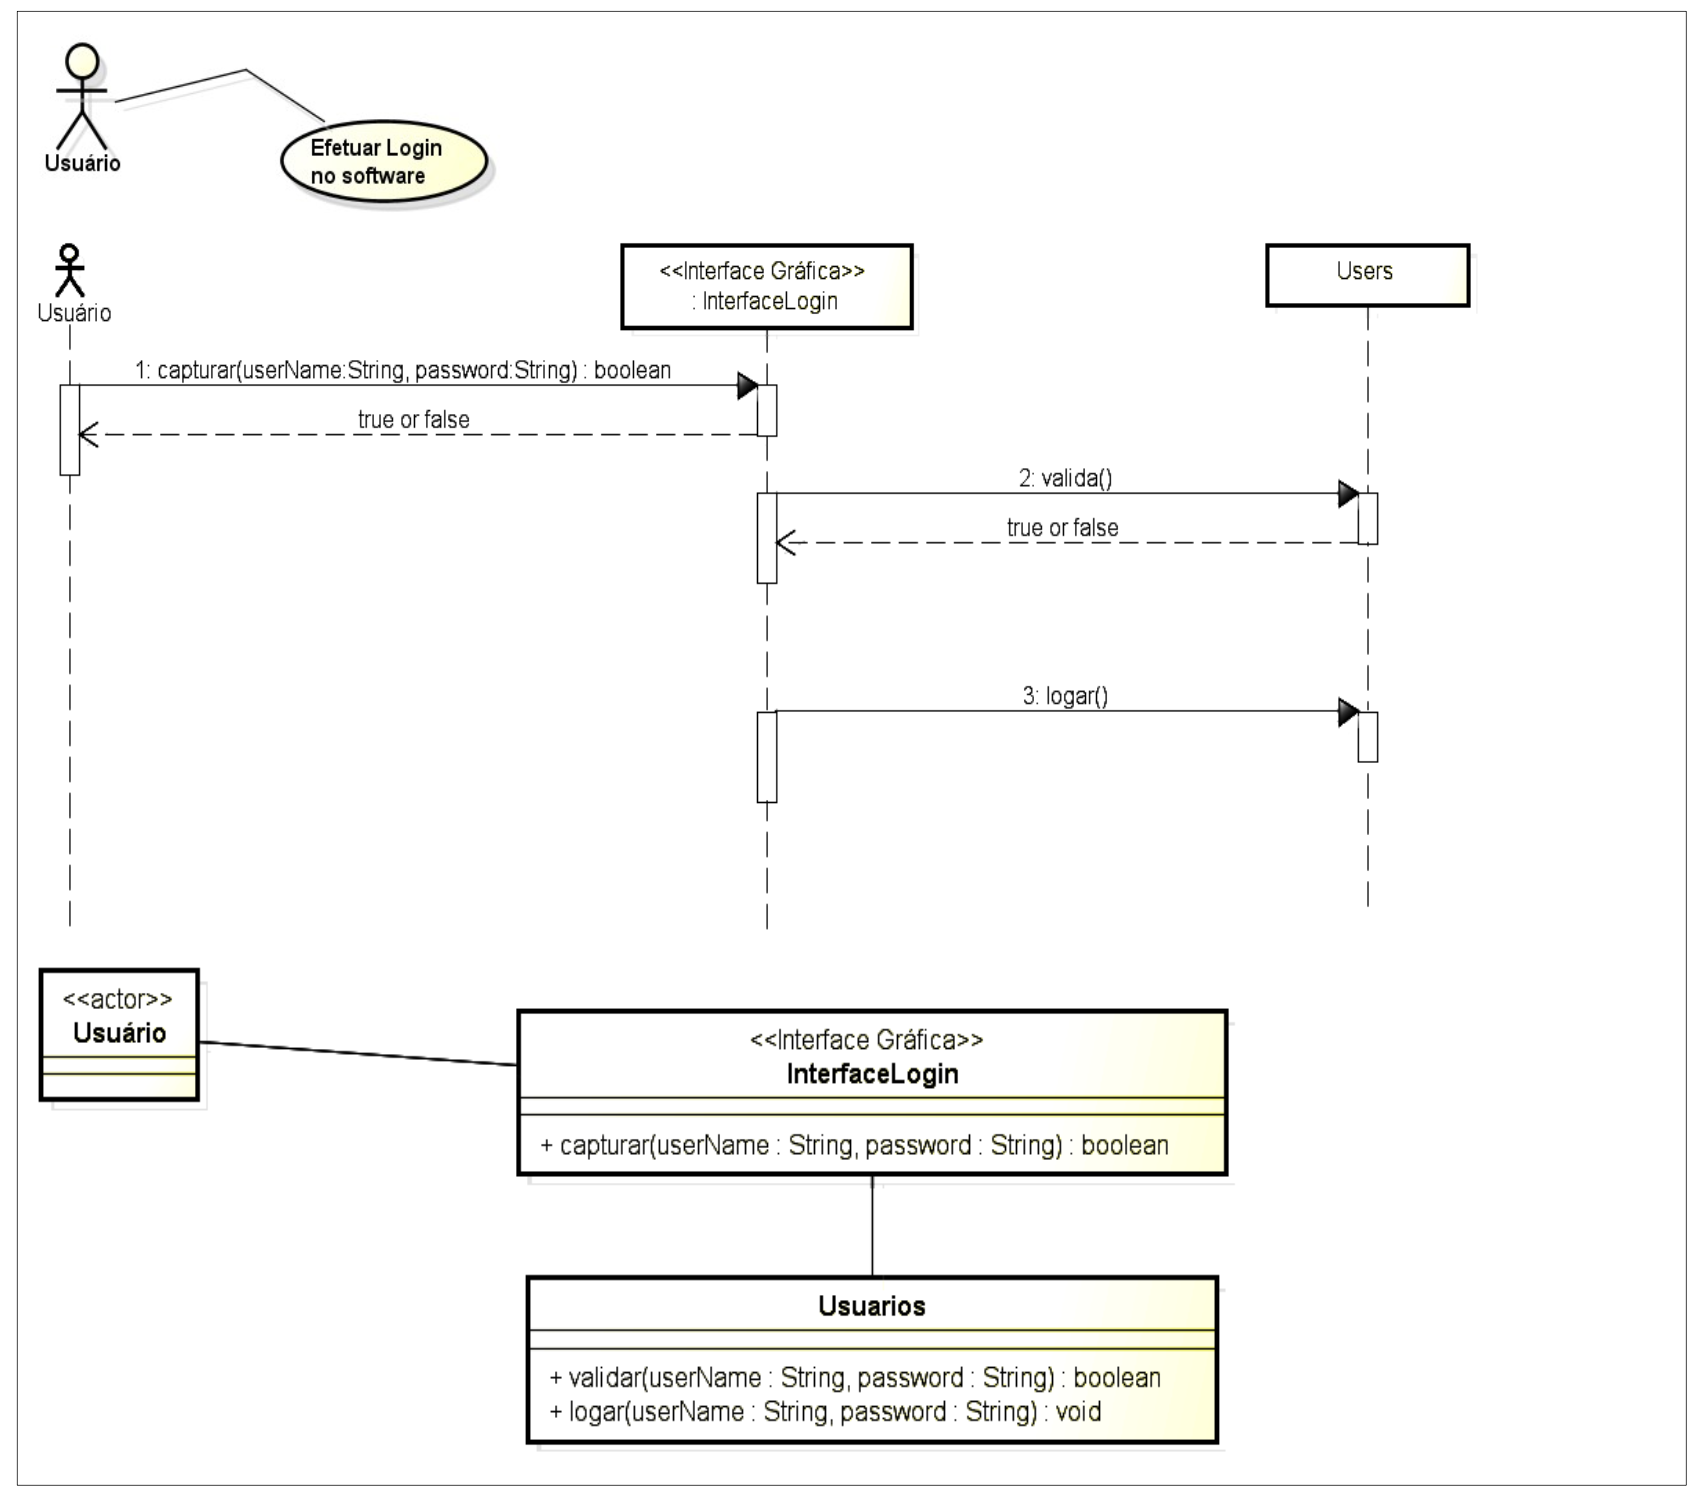 Usuário
Efetuar Login
no software
Usuário
<<Interface Gráfica>>
: InterfaceLogin
Users
1: capturar(userName:String, password:String) : boolean
true or false
2: valida()
true or false
3: logar()
<<actor>>
Usuário
<<Interface Gráfica>>
InterfaceLogin
+ capturar(userName : String, password : String) : boolean
Usuarios
+ validar(userName : String, password : String) : boolean
+ logar(userName : String, password : String) : void